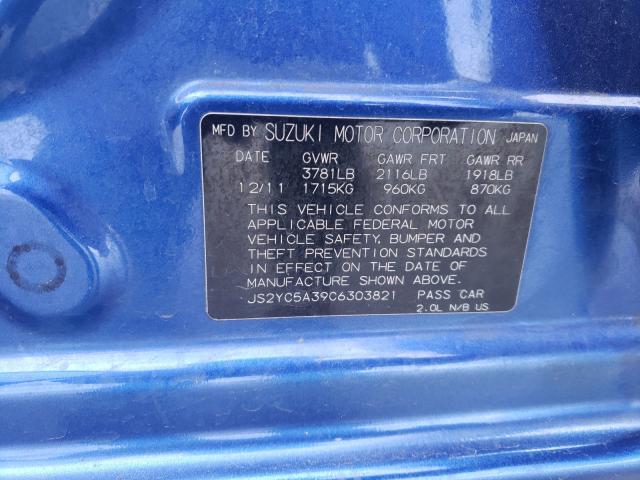 MFD BY SUZUKI MOTOR CORPORATION JAPAN
DATE GVWR GAWR FRT GAWR RR
3781LB 2116LB 1918LB
12/11 1715KG 960KG 870KG
THIS VEHICLE CONFORMS TO ALL
APPLICABLE FEDERAL MOTOR
VEHICLE SAFETY, BUMPER AND
THEFT PREVENTION STANDARDS
IN EFFECT ON THE DATE OF
MANUFACTURE SHOWN ABOVE.
JS2YC5A39C6303821 PASS CAR
2.0L N/B US